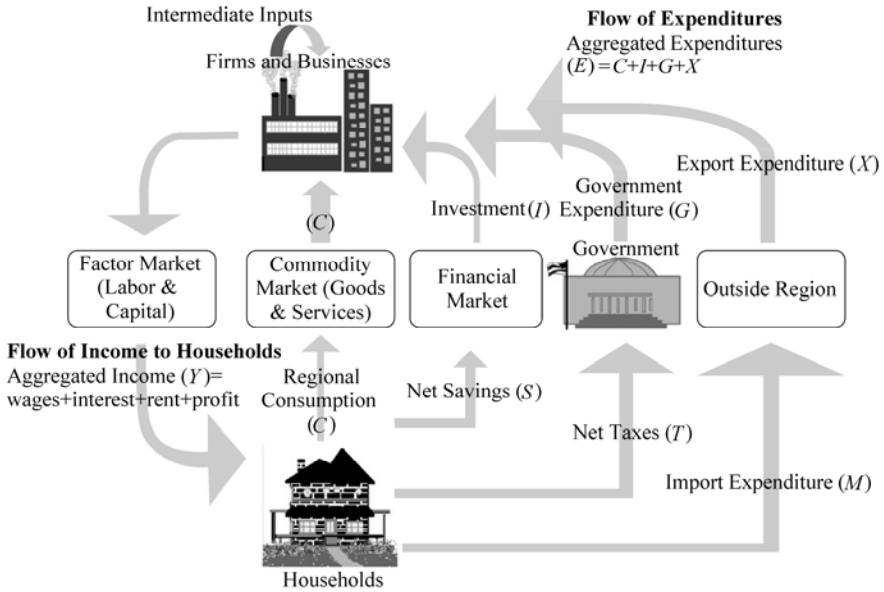 Intermediate Inputs
Firms and Businesses
Flow of Expenditures
Aggregated Expenditures
(E) = C+I+G+X
Export Expenditure (X)
Government
Expenditure (G)
Investment (I)
(C)
Factor Market
(Labor &
Capital)
Commodity
Market (Goods
& Services)
Financial
Market
Government
Outside Region
Flow of Income to Households
Aggregated Income (Y)=
wages+interest+rent+profit
Regional
Consumption
(C)
Net Savings (S)
Net Taxes (T)
Import Expenditure (M)
Households